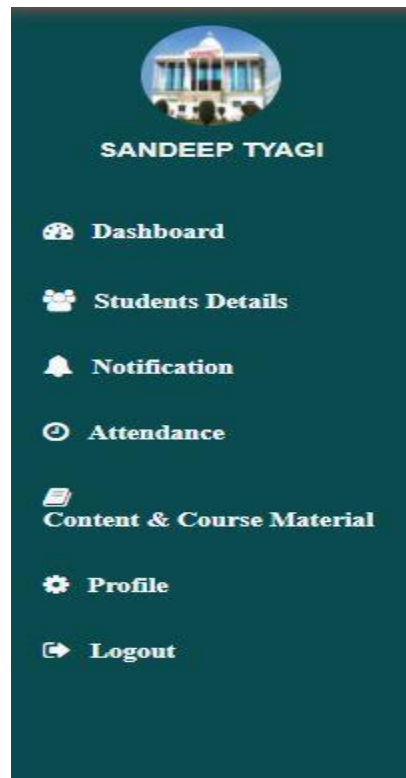 SANDEEP TYAGI
Dashboard
Students Details
Notification
Attendance
Content & Course Material
Profile
Logout